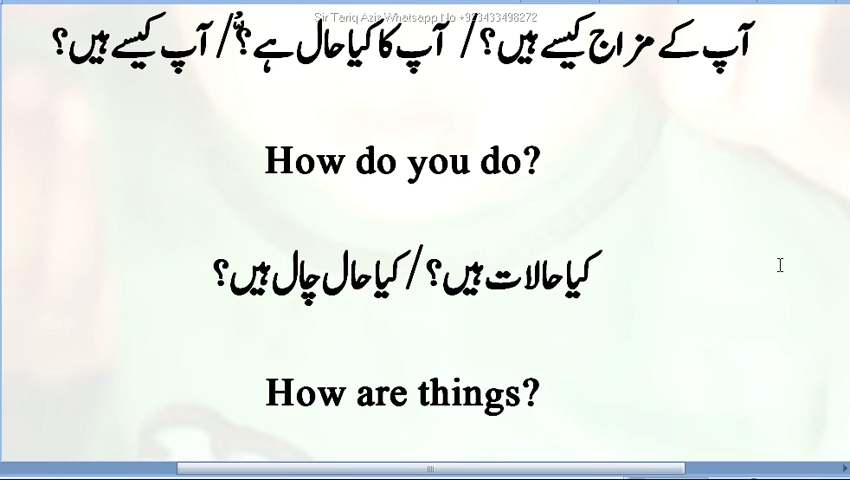 Sir Tariq Aziz Whatsapp No +923433498272
آپ کے مزاج کیسے ہیں؟/ آپ کا کیا حال ہے؟/ آپ کیسے ہیں؟
How do you do?
کیا حالات ہیں؟/ کیا حال چال ہیں؟
How are things?